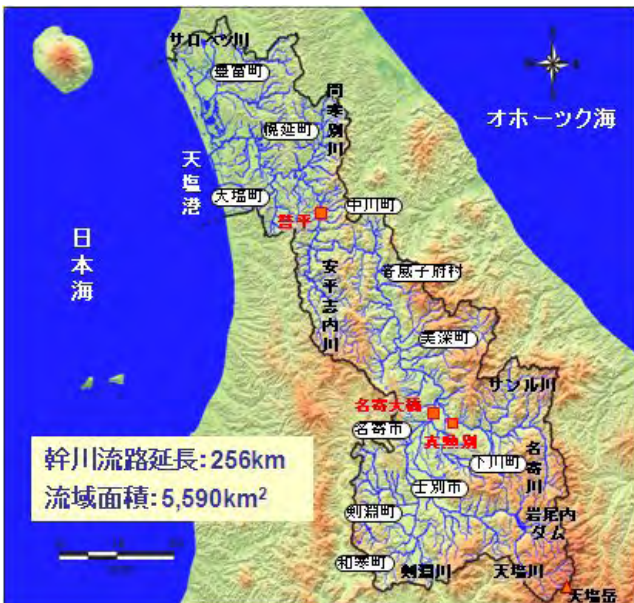 サロベツ川
豊富町
問寒別川
オホーツク海
幌延町
天塩港
天塩町
中川町
誉平
日本海
音威子府村
安平志内川
美深町
サンル川
名寄大橋
名寄市
真勲別
下川町
名寄川
幹川流路延長:256km
流域面積:5,590km²
士別市
剣淵町
岩尾内ダム
和寒町
剣淵川
天塩川
天塩岳